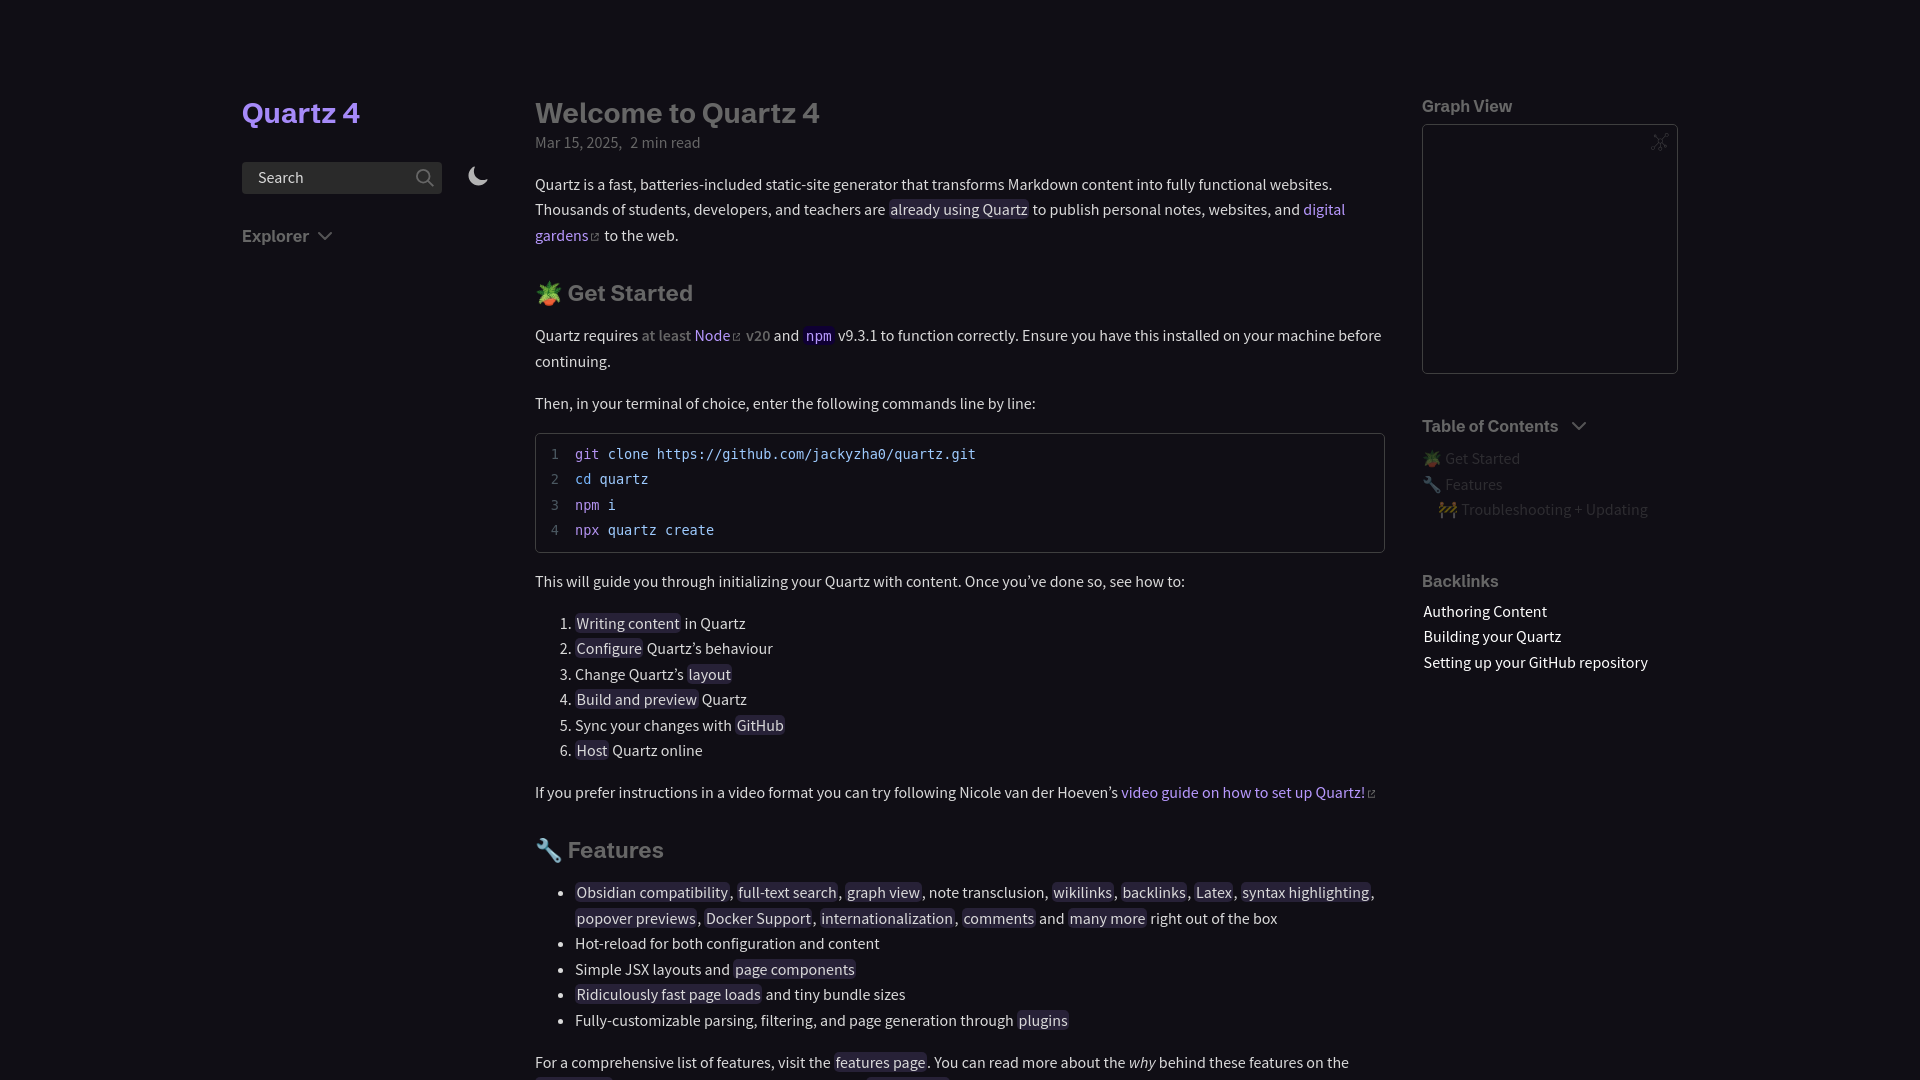 Quartz 4
Search
Explorer
Welcome to Quartz 4
Mar 15, 2025, 2 min read
Quartz is a fast, batteries-included static-site generator that transforms Markdown content into fully functional websites.
Thousands of students, developers, and teachers are already using Quartz to publish personal notes, websites, and digital
gardens to the web.
🪴 Get Started
Quartz requires at least Node v20 and npm v9.3.1 to function correctly. Ensure you have this installed on your machine before
continuing.
Then, in your terminal of choice, enter the following commands line by line:
1 git clone https://github.com/jackyzha0/quartz.git
2 cd quartz
3 npm i
4 npx quartz create
This will guide you through initializing your Quartz with content. Once you’ve done so, see how to:
1. Writing content in Quartz
2. Configure Quartz’s behaviour
3. Change Quartz’s layout
4. Build and preview Quartz
5. Sync your changes with GitHub
6. Host Quartz online
If you prefer instructions in a video format you can try following Nicole van der Hoeven’s video guide on how to set up Quartz!
🔧 Features
• Obsidian compatibility, full-text search, graph view, note transclusion, wikilinks, backlinks, Latex, syntax highlighting,
popover previews, Docker Support, internationalization, comments and many more right out of the box
• Hot-reload for both configuration and content
• Simple JSX layouts and page components
• Ridiculously fast page loads and tiny bundle sizes
• Fully-customizable parsing, filtering, and page generation through plugins
For a comprehensive list of features, visit the features page. You can read more about the why behind these features on the
Graph View
Table of Contents
🪴 Get Started
🔧 Features
🚧 Troubleshooting + Updating
Backlinks
Authoring Content
Building your Quartz
Setting up your GitHub repository